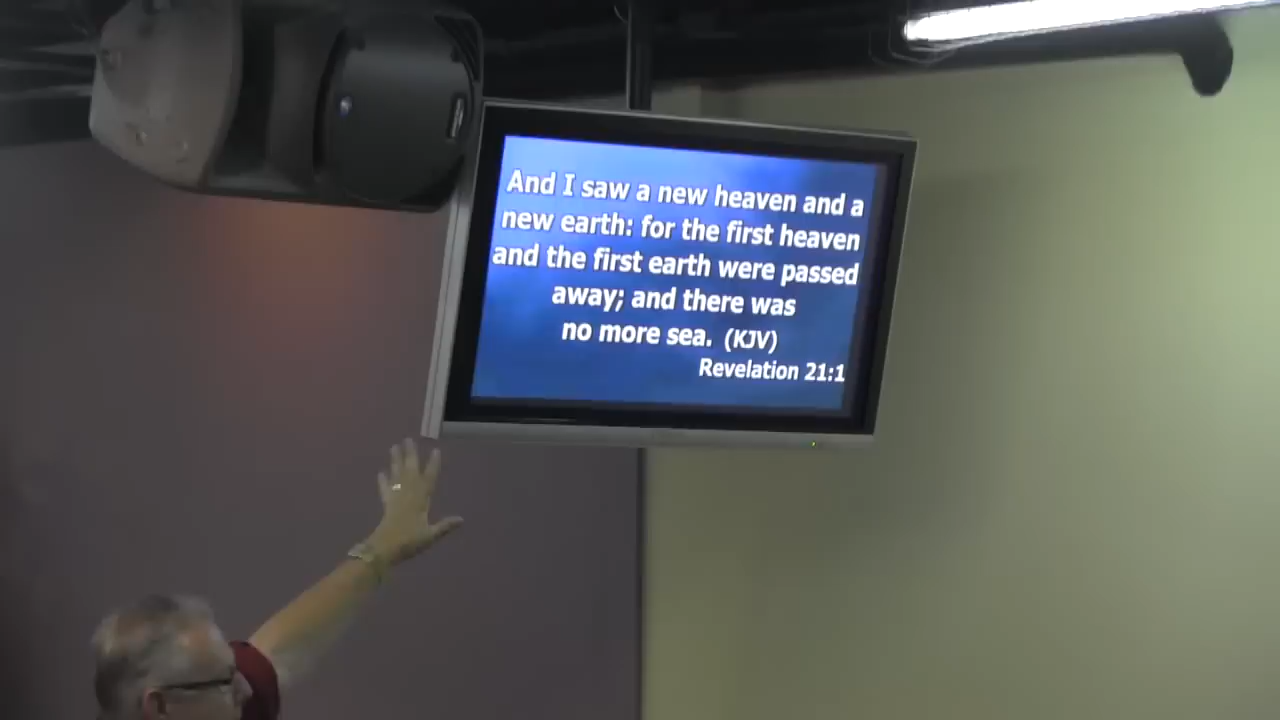 And I saw a new heaven and a
new earth: for the first heaven
and the first earth were passed
away; and there was
no more sea. (KJV)
Revelation 21:1